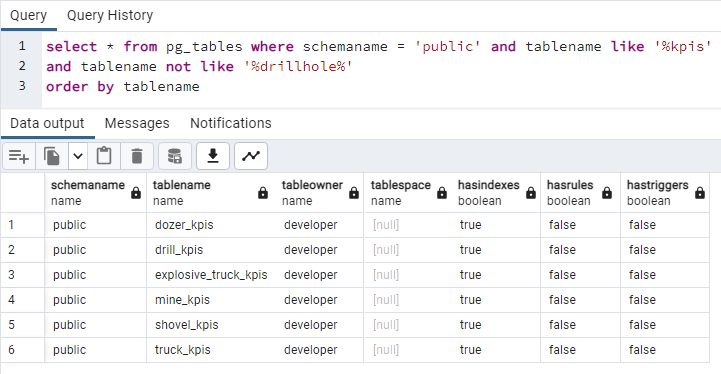 Query Query History
1 select * from pg_tables where schemaname = 'public' and tablename like '%kpis'
2 and tablename not like '%drillhole%'
3 order by tablename
Data output Messages Notifications
schemaname tablename tableowner tablespace hasindexes hasrules hastriggers
name name name name boolean boolean boolean
1 public dozer_kpis developer [null] true false false
2 public drill_kpis developer [null] true false false
3 public explosive_truck_kpis developer [null] true false false
4 public mine_kpis developer [null] true false false
5 public shovel_kpis developer [null] true false false
6 public truck_kpis developer [null] true false false